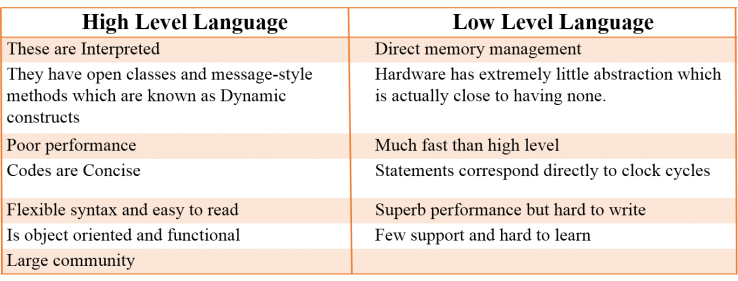 High Level Language Low Level Language
These are Interpreted Direct memory management
They have open classes and message-style Hardware has extremely little abstraction which
methods which are known as Dynamic is actually close to having none.
constructs
Poor performance Much fast than high level
Codes are Concise Statements correspond directly to clock cycles
Flexible syntax and easy to read Superb performance but hard to write
Is object oriented and functional Few support and hard to learn
Large community